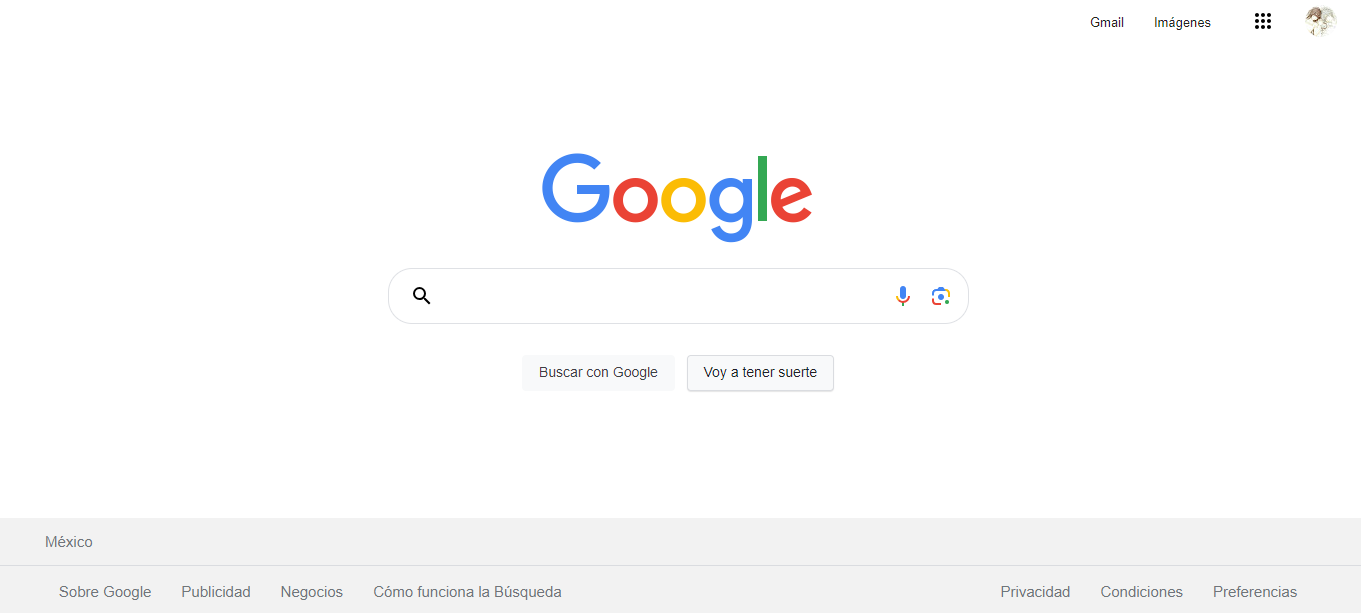 Gmail Imágenes
Google
Buscar con Google Voy a tener suerte
México
Sobre Google Publicidad Negocios Cómo funciona la Búsqueda Privacidad Condiciones Preferencias